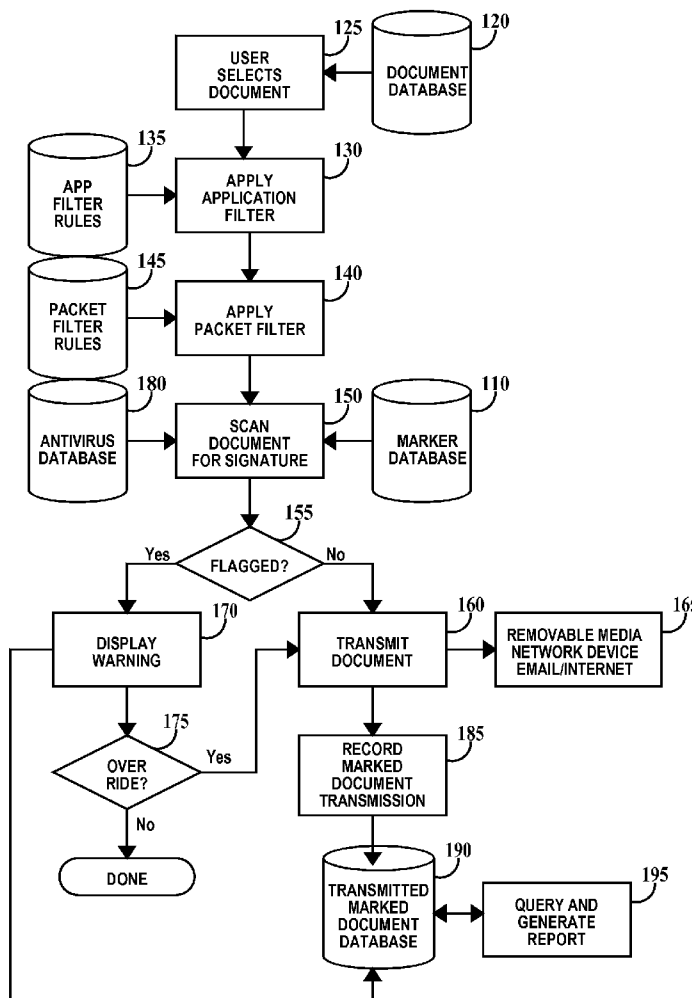 125
120
USER
SELECTS
DOCUMENT
DOCUMENT
DATABASE
135
130
APP
FILTER
RULES
APPLY
APPLICATION
FILTER
145
140
PACKET
FILTER
RULES
APPLY
PACKET FILTER
180
150
110
ANTIVIRUS
DATABASE
SCAN
DOCUMENT
FOR SIGNATURE
MARKER
DATABASE
155
Yes
FLAGGED?
No
170
160
DISPLAY
WARNING
TRANSMIT
DOCUMENT
REMOVABLE MEDIA
NETWORK DEVICE
EMAIL/INTERNET
175
Yes
185
OVER
RIDE?
RECORD
MARKED
DOCUMENT
TRANSMISSION
No
DONE
190
195
TRANSMITTED
MARKED
DOCUMENT
DATABASE
QUERY AND
GENERATE
REPORT